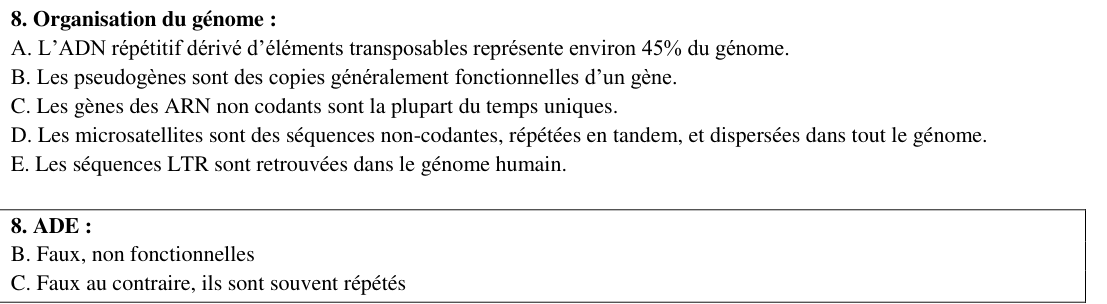 8. Organisation du génome :
A. L’ADN répétitif dérivé d’éléments transposables représente environ 45% du génome.
B. Les pseudogènes sont des copies généralement fonctionnelles d’un gène.
C. Les gènes des ARN non codants sont la plupart du temps uniques.
D. Les microsatellites sont des séquences non-codantes, répétées en tandem, et dispersées dans tout le génome.
E. Les séquences LTR sont retrouvées dans le génome humain.
8. ADE :
B. Faux, non fonctionnelles
C. Faux au contraire, ils sont souvent répétés